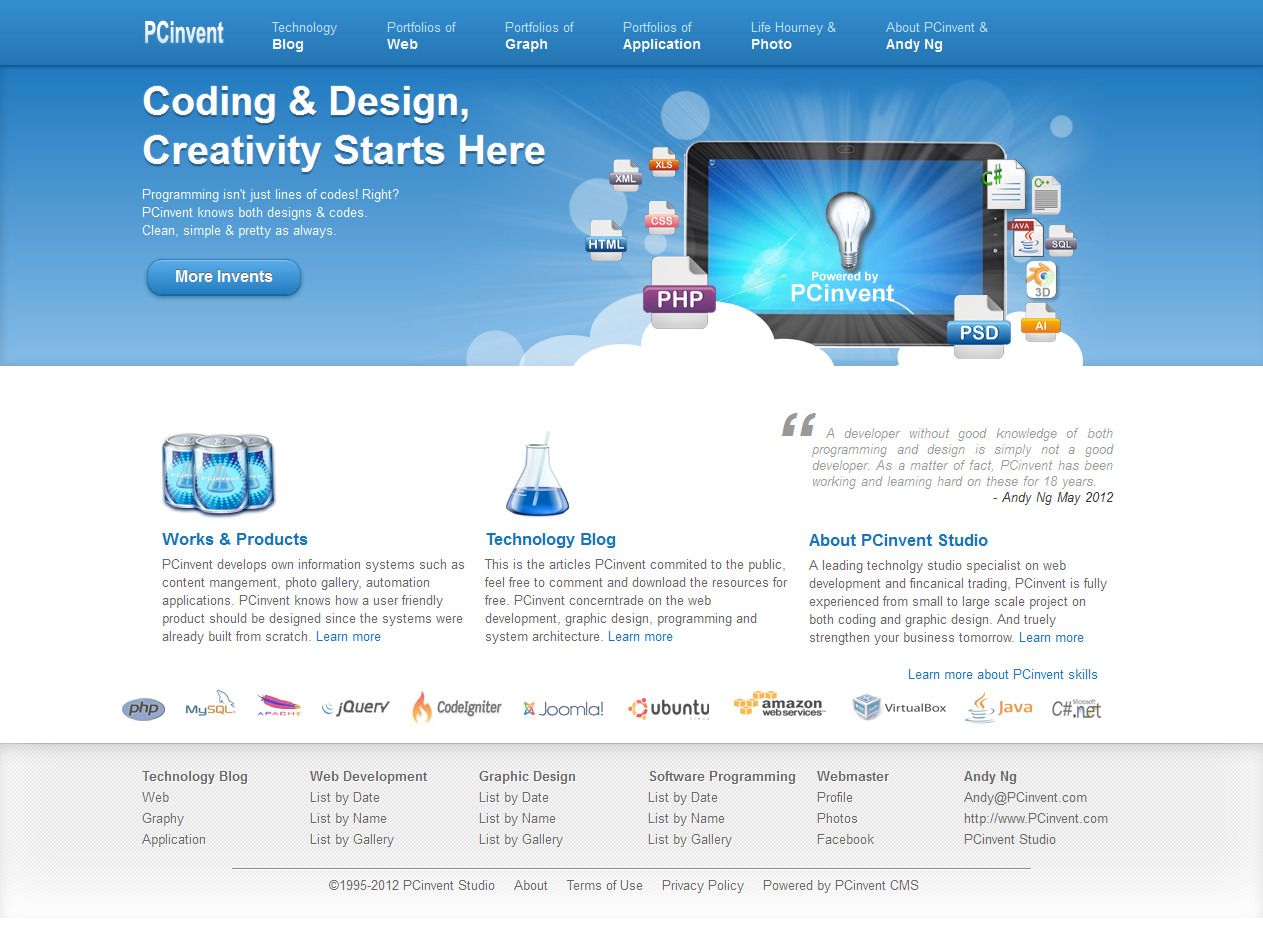 PCinvent
Technology
Blog
Portfolios of
Web
Portfolios of
Graph
Portfolios of
Application
Life Hourney &
Photo
About PCinvent &
Andy Ng
Coding & Design,
Creativity Starts Here
Programming isn't just lines of codes! Right?
PCinvent knows both designs & codes.
Clean, simple & pretty as always.
More Invents
XML
XLS
CSS
HTML
PHP
Powered by
PCinvent
C#
C++
JAVA
SQL
3D
AI
PSD
PCinvent
Works & Products
PCinvent develops own information systems such as
content mangement, photo gallery, automation
applications. PCinvent knows how a user friendly
product should be designed since the systems were
already built from scratch. Learn more
Technology Blog
This is the articles PCinvent commited to the public,
feel free to comment and download the resources for
free. PCinvent concerntrade on the web
development, graphic design, programming and
system architecture. Learn more
“ A developer without good knowledge of both
programming and design is simply not a good
developer. As a matter of fact, PCinvent has been
working and learning hard on these for 18 years.
- Andy Ng May 2012
About PCinvent Studio
A leading technolgy studio specialist on web
development and fincanical trading, PCinvent is fully
experienced from small to large scale project on
both coding and graphic design. And truely
strengthen your business tomorrow. Learn more
Learn more about PCinvent skills
php
MySQL
APACHE
jQuery
CodeIgniter
Joomla!
ubuntu
linux
amazon
web services
VirtualBox
Java
Microsoft
C#.net
Technology Blog
Web
Graphy
Application
Web Development
List by Date
List by Name
List by Gallery
Graphic Design
List by Date
List by Name
List by Gallery
Software Programming
List by Date
List by Name
List by Gallery
Webmaster
Profile
Photos
Facebook
Andy Ng
Andy@PCinvent.com
http://www.PCinvent.com
PCinvent Studio
©1995-2012 PCinvent Studio About Terms of Use Privacy Policy Powered by PCinvent CMS